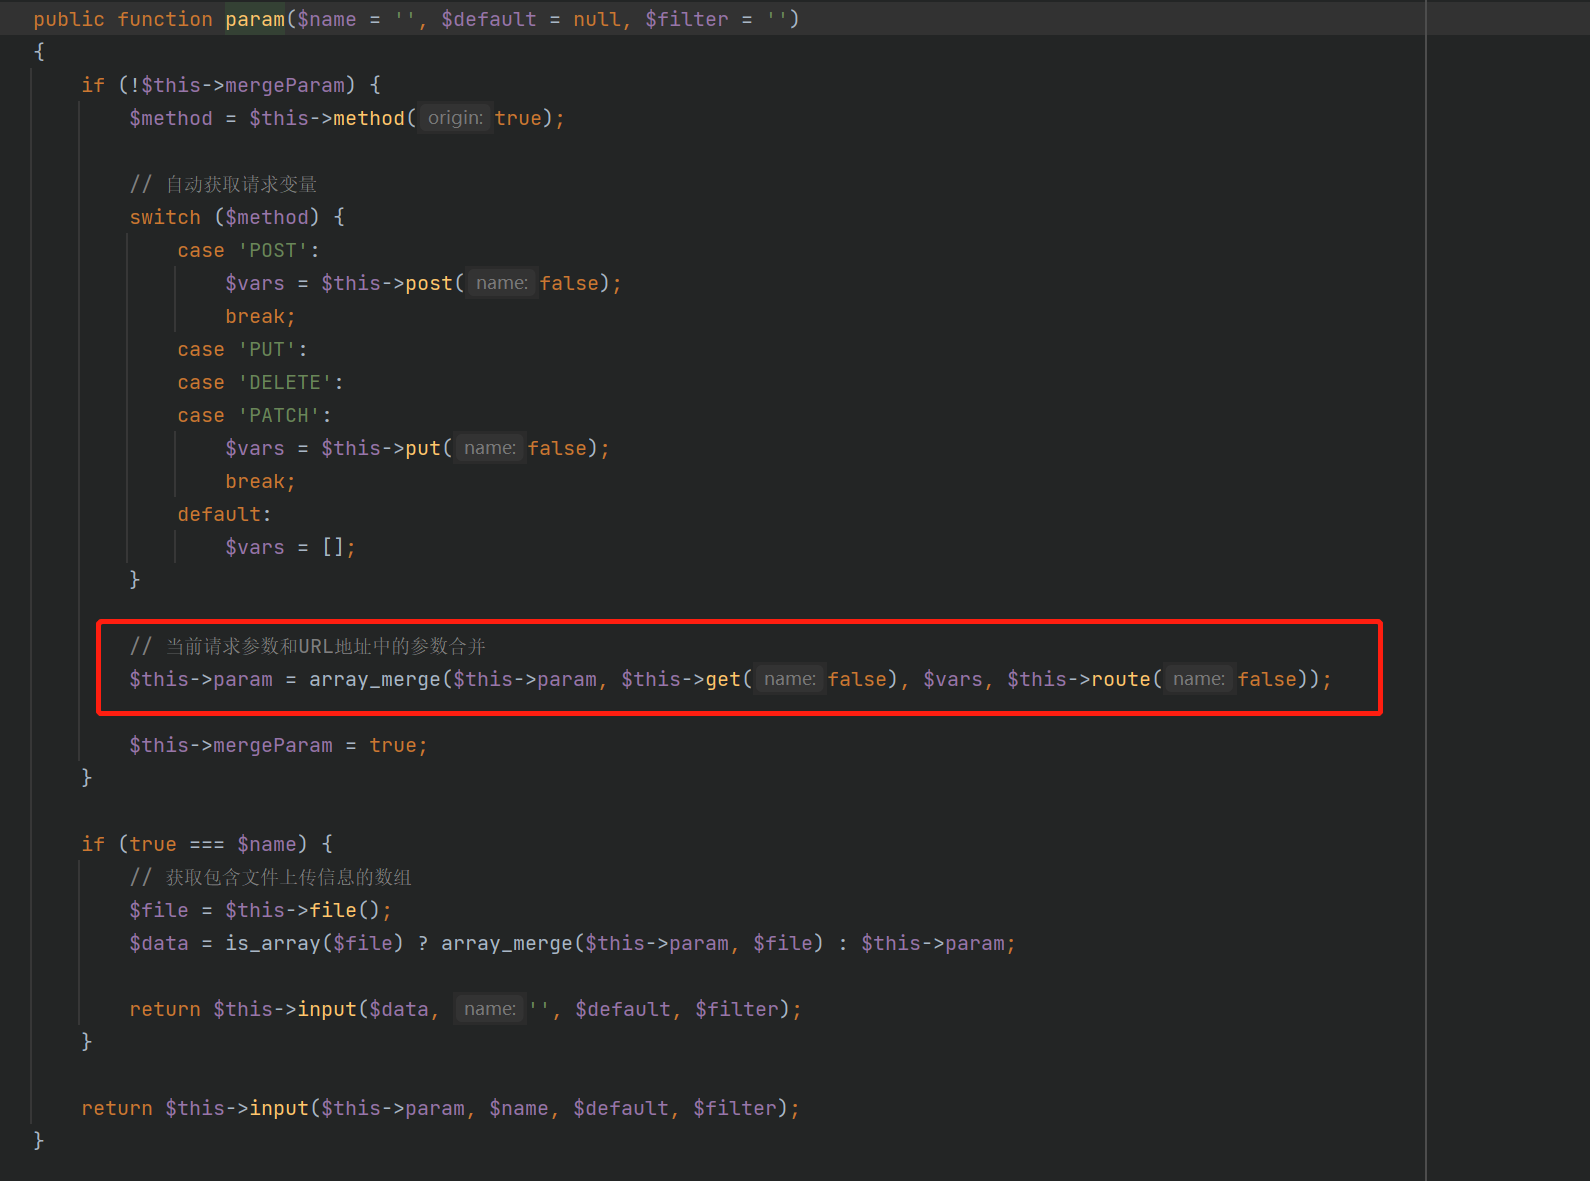 public function param($name = '', $default = null, $filter = '')
{
    if (!$this->mergeParam) {
        $method = $this->method( origin: true);
        // 自动获取请求变量
        switch ($method) {
            case 'POST':
                $vars = $this->post( name: false);
                break;
            case 'PUT':
            case 'DELETE':
            case 'PATCH':
                $vars = $this->put( name: false);
                break;
            default:
                $vars = [];
        }
        // 当前请求参数和URL地址中的参数合并
        $this->param = array_merge($this->param, $this->get( name: false), $vars, $this->route( name: false));
        $this->mergeParam = true;
    }
    if (true === $name) {
        // 获取包含文件上传信息的数组
        $file = $this->file();
        $data = is_array($file) ? array_merge($this->param, $file) : $this->param;
        return $this->input($data, name: '', $default, $filter);
    }
    return $this->input($this->param, $name, $default, $filter);
}